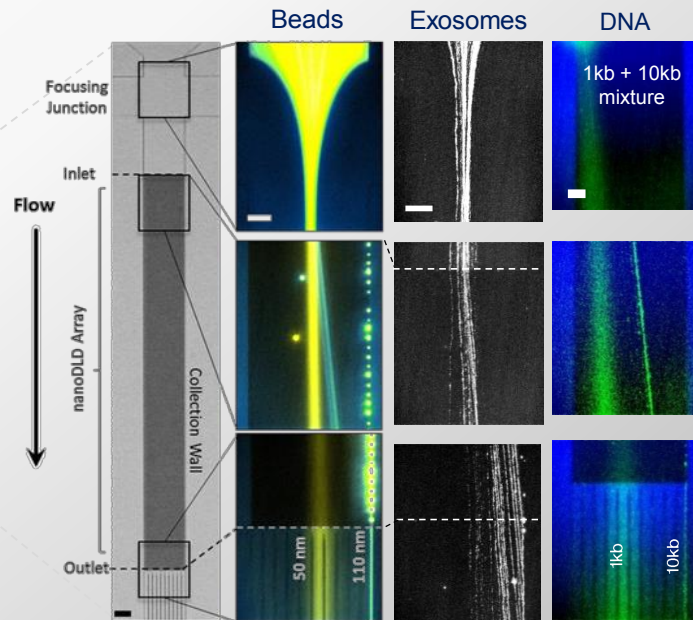 Beads
Exosomes
DNA
Focusing
Junction
Inlet
Flow
nanoDLD Array
Collection Wall
Outlet
1kb + 10kb
mixture
50 nm
110 nm
1kb
10kb